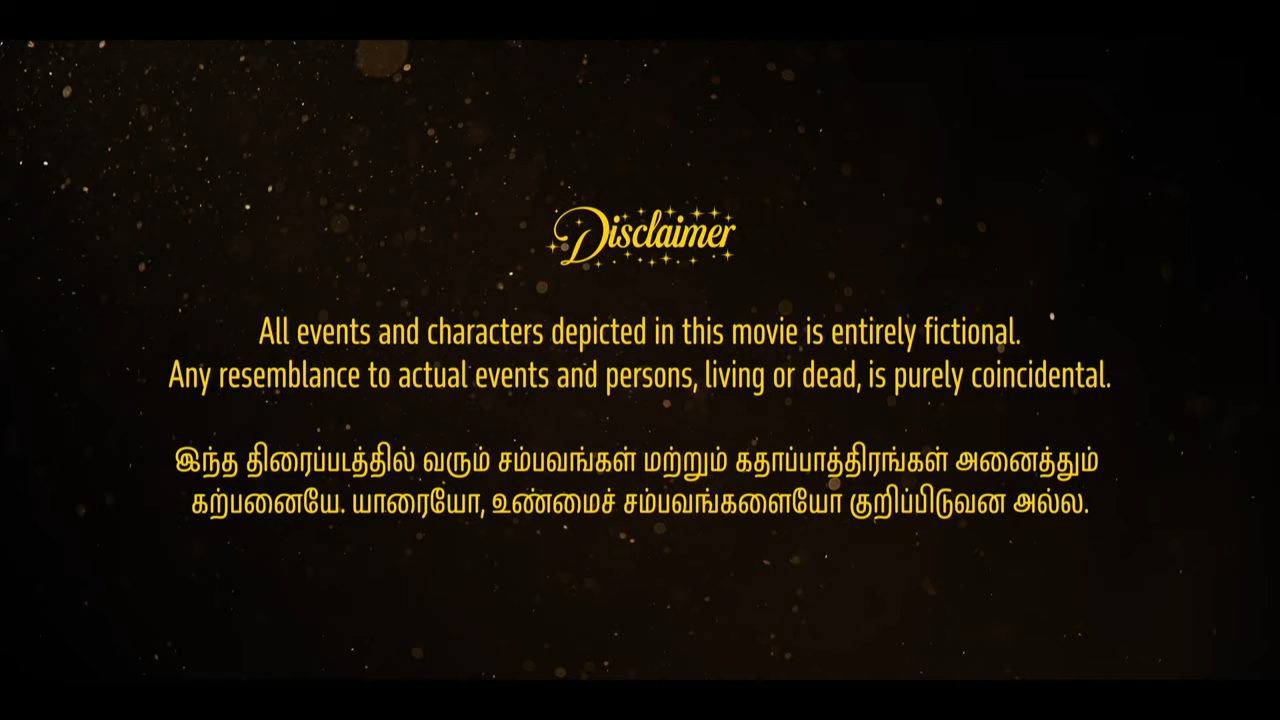 Disclaimer
All events and characters depicted in this movie is entirely fictional.
Any resemblance to actual events and persons, living or dead, is purely coincidental.
இந்த திரைப்படத்தில் வரும் சம்பவங்கள் மற்றும் கதாப்பாத்திரங்கள் அனைத்தும்
கற்பனையே. யாரையோ, உண்மைச் சம்பவங்களையோ குறிப்பிடுவன அல்ல.